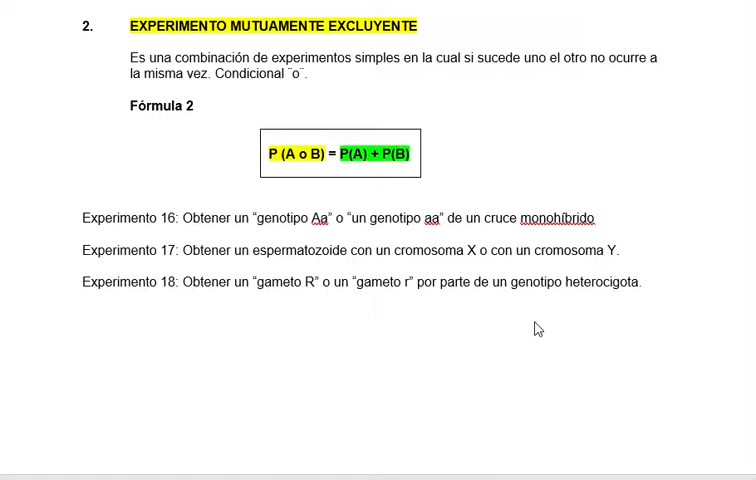 2. EXPERIMENTO MUTUAMENTE EXCLUYENTE
Es una combinación de experimentos simples en la cual si sucede uno el otro no ocurre a
la misma vez. Condicional ¨o¨.
Fórmula 2
P (A o B) = P(A) + P(B)
Experimento 16: Obtener un “genotipo Aa” o “un genotipo aa” de un cruce monohíbrido
Experimento 17: Obtener un espermatozoide con un cromosoma X o con un cromosoma Y.
Experimento 18: Obtener un “gameto R” o un “gameto r” por parte de un genotipo heterocigota.